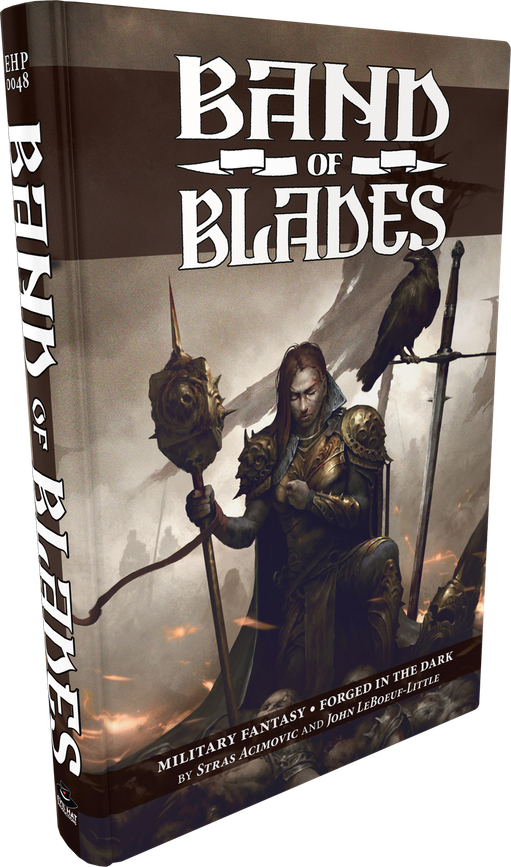 EHP
0048
BAND OF BLADES
BAND
OF
BLADES
MILITARY FANTASY • FORGED IN THE DARK
BY STRAS ACIMOVIC AND JOHN LEBOEUF-LITTLE